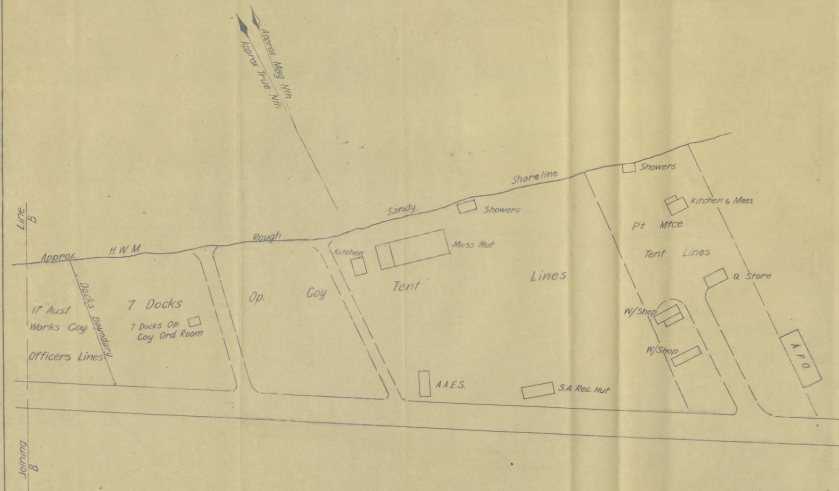 Approx Mag Nth
Approx True Nth
Line
B
Approx H W M Rough Sandy Shoreline
Showers
Showers
Kitchen & Mess
Pt Mtce
Tent Lines
Q Store
W/Shop
W/Shop
A.P.O.
Kitchen
Mess Hut
Op. Coy Tent Lines
7 Docks
7 Docks Op
Coy Ord. Room
Docks Boundary
17 Aust
Works Coy
Officers Lines
A.A.E.S.
S.A. Rec. Hut
Joining
B